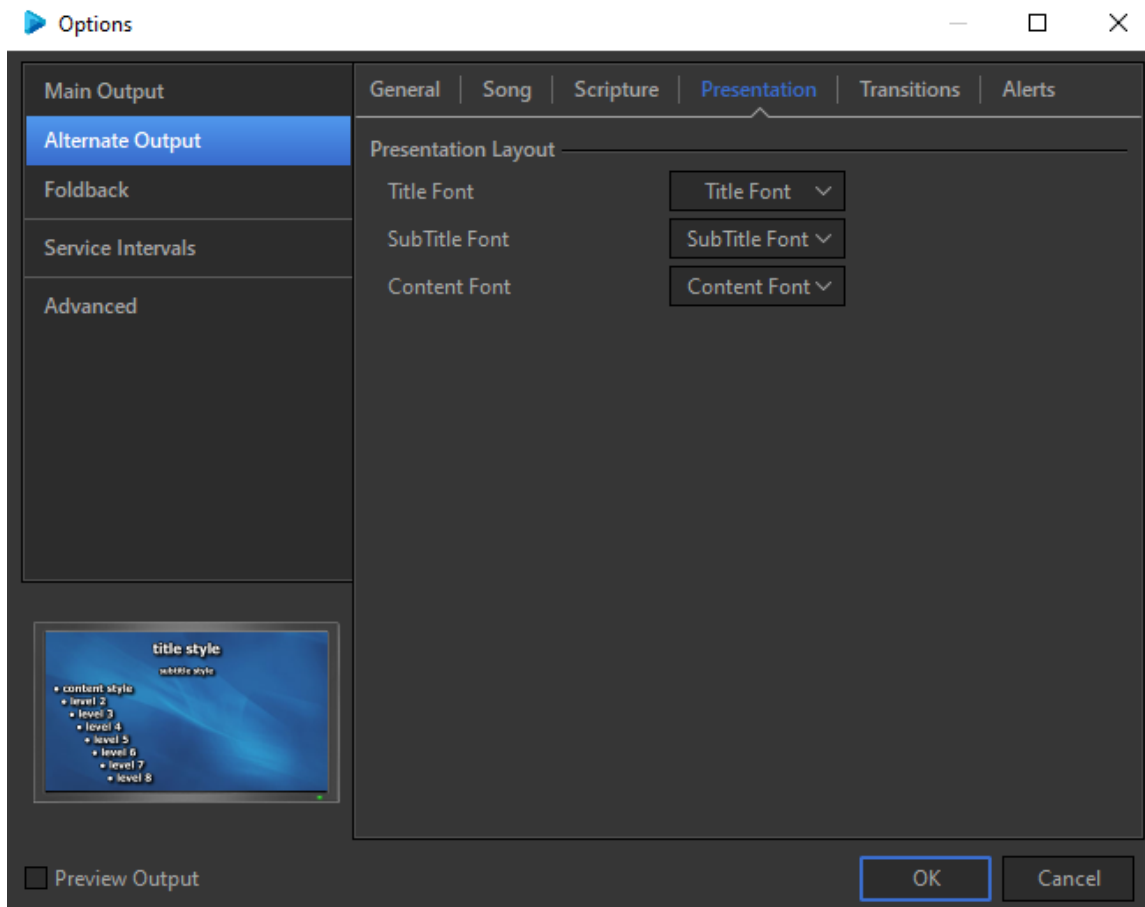 Options
Main Output
Alternate Output
Foldback
Service Intervals
Advanced
General Song Scripture Presentation Transitions Alerts
Presentation Layout
Title Font Title Font
SubTitle Font SubTitle Font
Content Font Content Font
title style
subtitle style
• content style
• level 2
• level 3
• level 4
• level 5
• level 6
• level 7
• level 8
Preview Output
OK Cancel